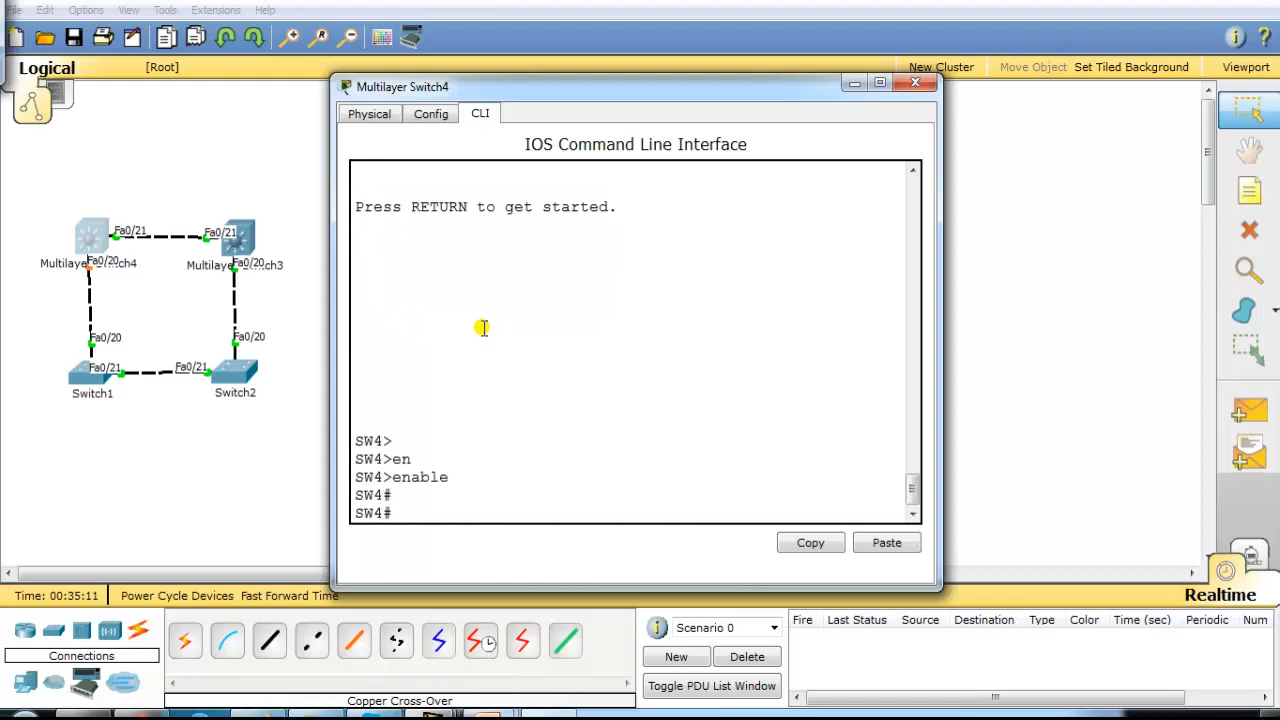 File Edit Options View Tools Extensions Help
Logical [Root] New Cluster Move Object Set Tiled Background Viewport
Multilayer Switch4
Physical Config CLI
IOS Command Line Interface
Press RETURN to get started.
SW4>
SW4>en
SW4>enable
SW4#
SW4#
Copy Paste
Fa0/21 Fa0/21
Fa0/20 Fa0/20
Fa0/20 Fa0/20
Fa0/21 Fa0/21
Switch1 Switch2
Time: 00:35:11 Power Cycle Devices Fast Forward Time Realtime
Scenario 0
Fire Last Status Source Destination Type Color Time (sec) Periodic Num
Connections
New Delete
Toggle PDU List Window
Copper Cross-Over